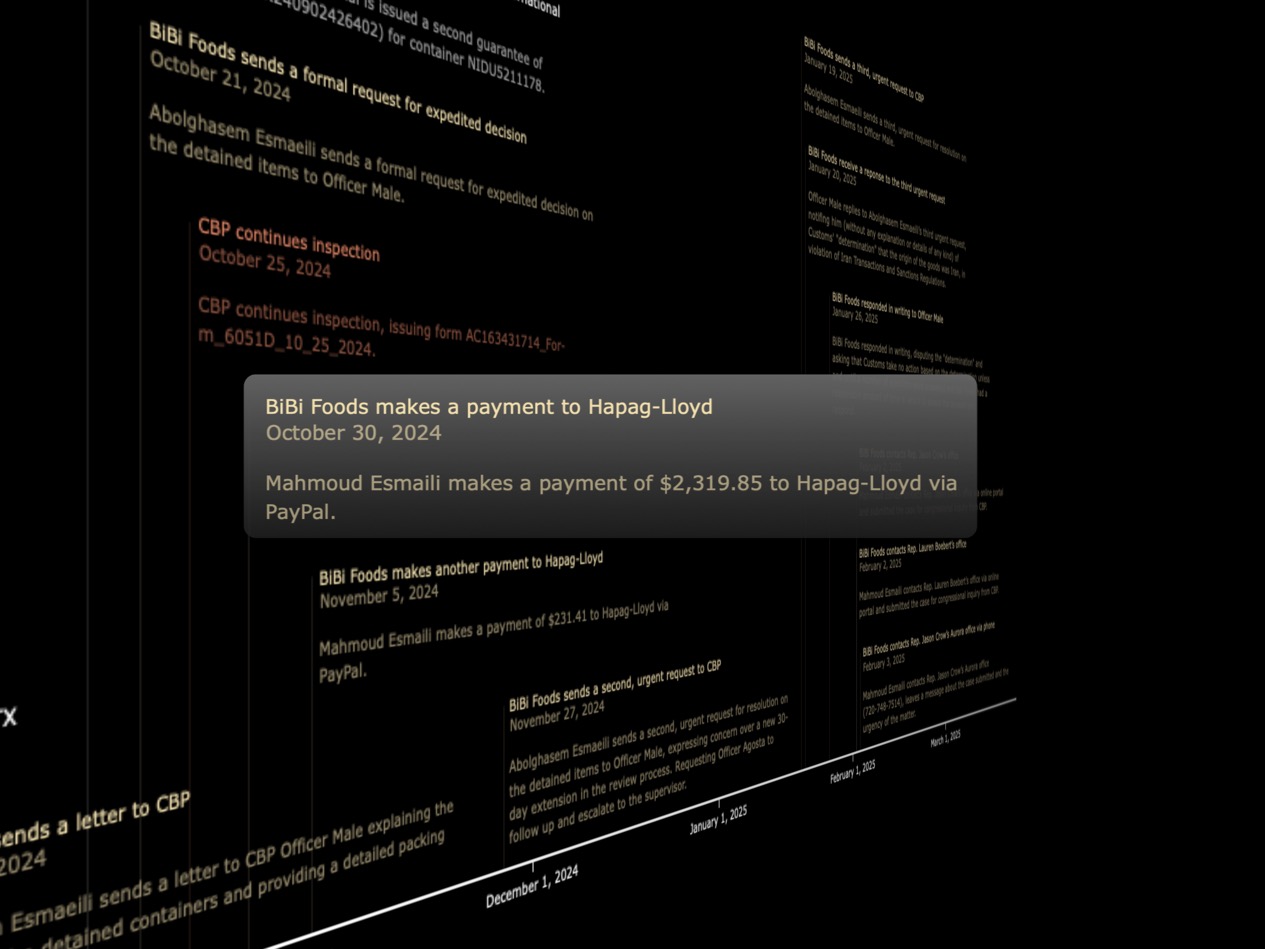 national
is issued a second guarantee of
240902426402) for container NIDU5211178.
BiBi Foods sends a formal request for expedited decision
October 21, 2024
Abolghasem Esmaeili sends a formal request for expedited decision on
the detained items to Officer Male.
CBP continues inspection
October 25, 2024
CBP continues inspection, issuing form AC163431714_For-
m_6051D_10_25_2024.
BiBi Foods makes a payment to Hapag-Lloyd
October 30, 2024
Mahmoud Esmaili makes a payment of $2,319.85 to Hapag-Lloyd via
PayPal.
BiBi Foods makes another payment to Hapag-Lloyd
November 5, 2024
Mahmoud Esmaili makes a payment of $231.41 to Hapag-Lloyd via
PayPal.
BiBi Foods sends a second, urgent request to CBP
November 27, 2024
Abolghasem Esmaeili sends a second, urgent request for resolution on
the detained items to Officer Male, expressing concern over a new 30-
day extension in the review process. Requesting Officer Agosta to
follow up and escalate to the supervisor.
TX
sends a letter to CBP
2024
Esmaeili sends a letter to CBP Officer Male explaining the
detained containers and providing a detailed packing
BiBi Foods sends a third, urgent request to CBP
January 19, 2025
Abolghasem Esmaeili sends a third, urgent request for resolution on
the detained items to Officer Male.
BiBi Foods receive a reponse to the third urgent request
January 20, 2025
Officer Male replies to Abolghasem Esmaeili's third urgent request,
notifing him (without any explanation or details of any kind) of
Customs' "determination" that the origin of the goods was Iran, in
violation of Iran Transactions and Sanctions Regulations.
BiBi Foods responded in writing to Officer Male
January 26, 2025
BiBi Foods responded in writing, disputing the "determination" and
asking that Customs take no action based on the determination unless
BiBi Foods contacts Rep. Lauren Boebert's office
February 2, 2025
Mahmoud Esmaili contacts Rep. Lauren Boebert's office via online
portal and submitted the case for congressional inquiry from CBP.
BiBi Foods contacts Rep. Jason Crow's Aurora office via phone
February 3, 2025
Mahmoud Esmaili contacts Rep. Jason Crow's Aurora office
(720-748-7514), leaves a message about the case submitted and the
urgency of the matter.
December 1, 2024
January 1, 2025
February 1, 2025
March 1, 2025